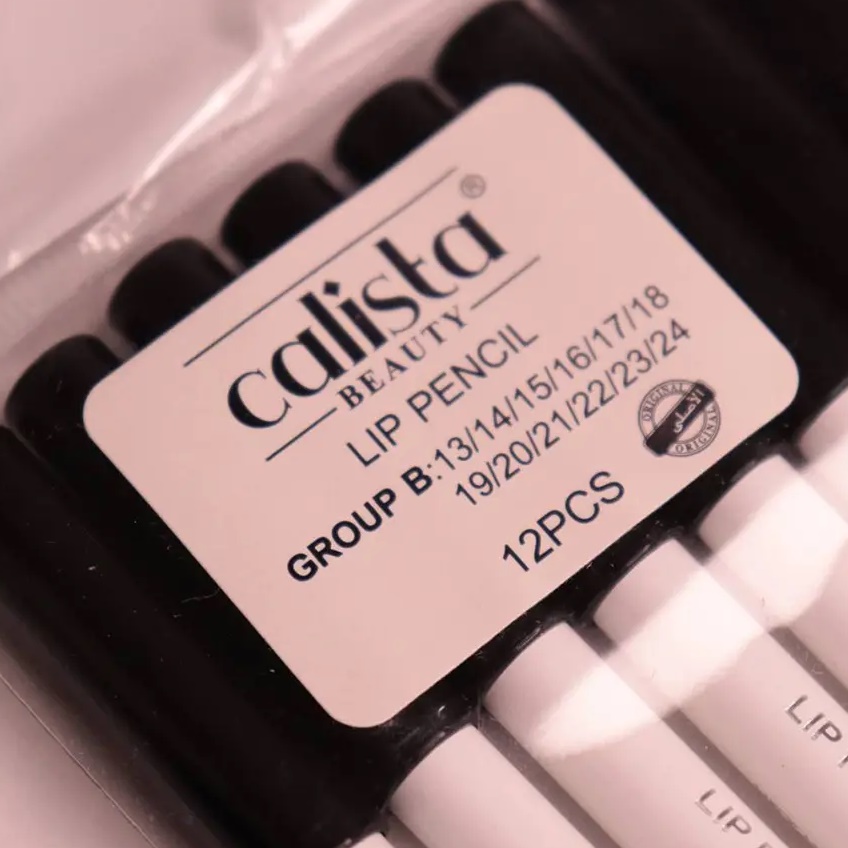 calista®
BEAUTY
LIP PENCIL
GROUP B:13/14/15/16/17/18
19/20/21/22/23/24
ORIGINAL
الأصلي
ORIGINAL
12PCS
LIP
LIP